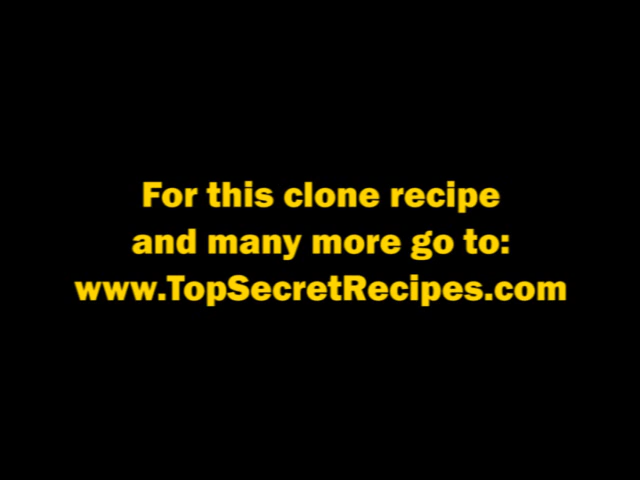 For this clone recipe
and many more go to:
www.TopSecretRecipes.com